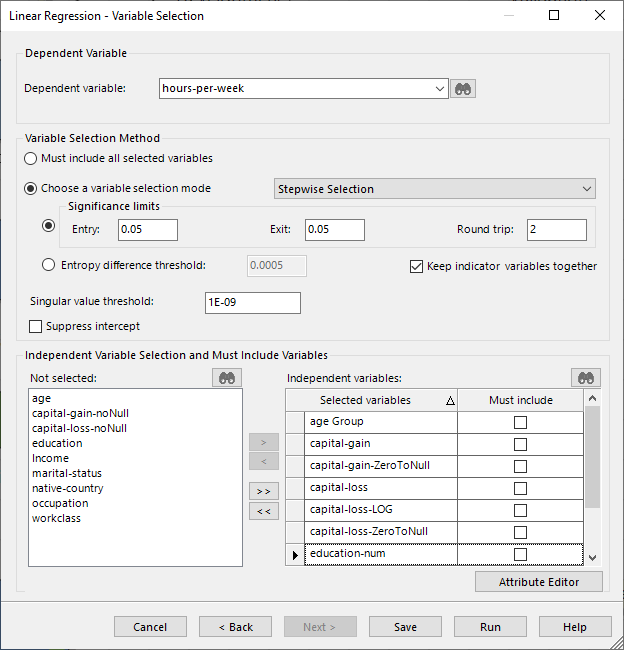 Linear Regression - Variable Selection
Dependent Variable
Dependent variable: hours-per-week
Variable Selection Method
Must include all selected variables
Choose a variable selection mode Stepwise Selection
Significance limits
Entry: 0.05 Exit: 0.05 Round trip: 2
Entropy difference threshold: 0.0005 Keep indicator variables together
Singular value threshold: 1E-09
Suppress intercept
Independent Variable Selection and Must Include Variables
Not selected:
age
capital-gain-noNull
capital-loss-noNull
education
Income
marital-status
native-country
occupation
workclass
>
<
> >
< <
Independent variables:
Selected variables Must include
age Group
capital-gain
capital-gain-ZeroToNull
capital-loss
capital-loss-LOG
capital-loss-ZeroToNull
education-num
Attribute Editor
Cancel < Back Next > Save Run Help